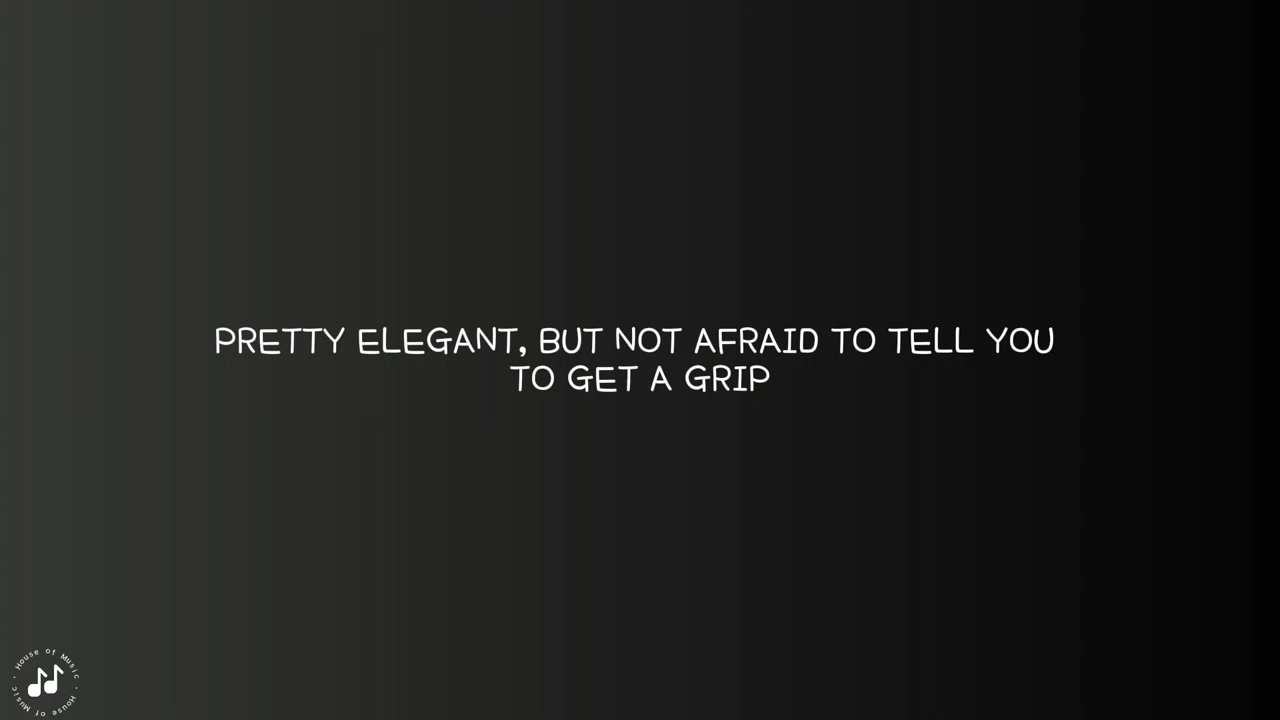 PRETTY ELEGANT, BUT NOT AFRAID TO TELL YOU
TO GET A GRIP
House of Music · House of Music ·